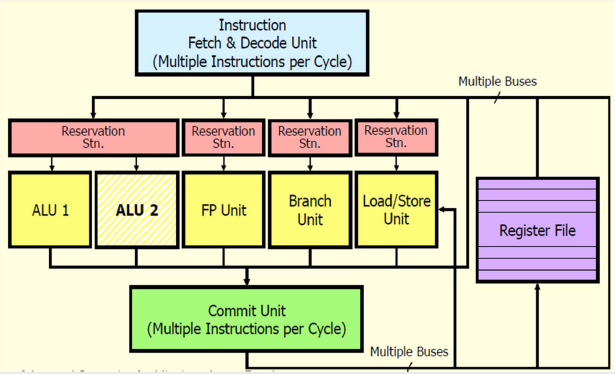 Instruction
Fetch & Decode Unit
(Multiple Instructions per Cycle)
Multiple Buses
Reservation
Stn.
Reservation
Stn.
Reservation
Stn.
Reservation
Stn.
ALU 1
ALU 2
FP Unit
Branch
Unit
Load/Store
Unit
Register File
Commit Unit
(Multiple Instructions per Cycle)
Multiple Buses